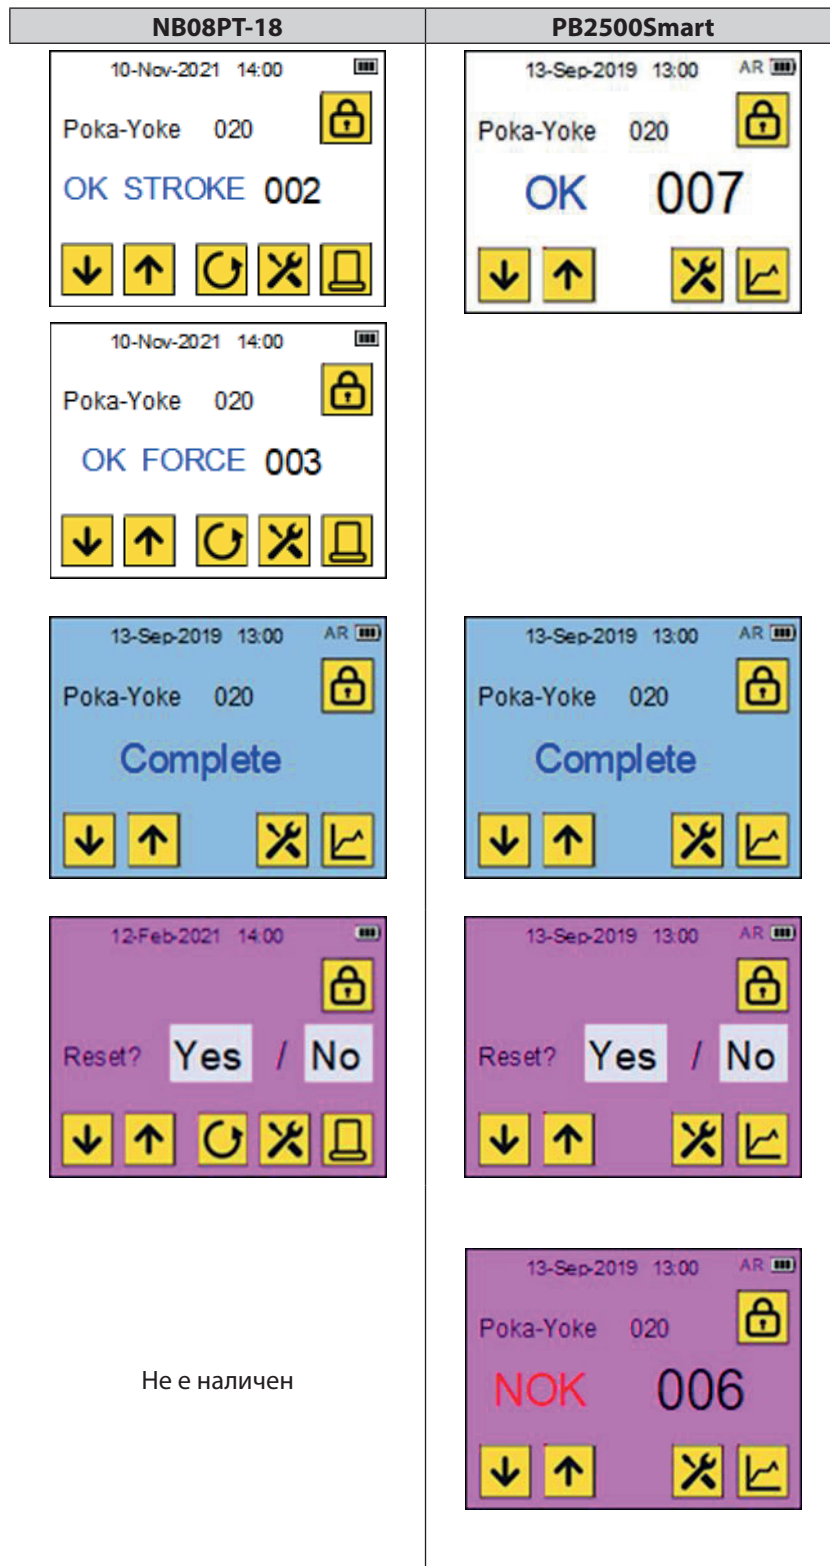 NB08PT-18
PB2500Smart
10-Nov-2021 14:00
Poka-Yoke 020
OK STROKE 002
13-Sep-2019 13:00 AR
Poka-Yoke 020
OK 007
10-Nov-2021 14:00
Poka-Yoke 020
OK FORCE 003
13-Sep-2019 13:00 AR
Poka-Yoke 020
Complete
13-Sep-2019 13:00 AR
Poka-Yoke 020
Complete
12-Feb-2021 14:00
Reset? Yes / No
13-Sep-2019 13:00 AR
Reset? Yes / No
Не е наличен
13-Sep-2019 13:00 AR
Poka-Yoke 020
NOK 006